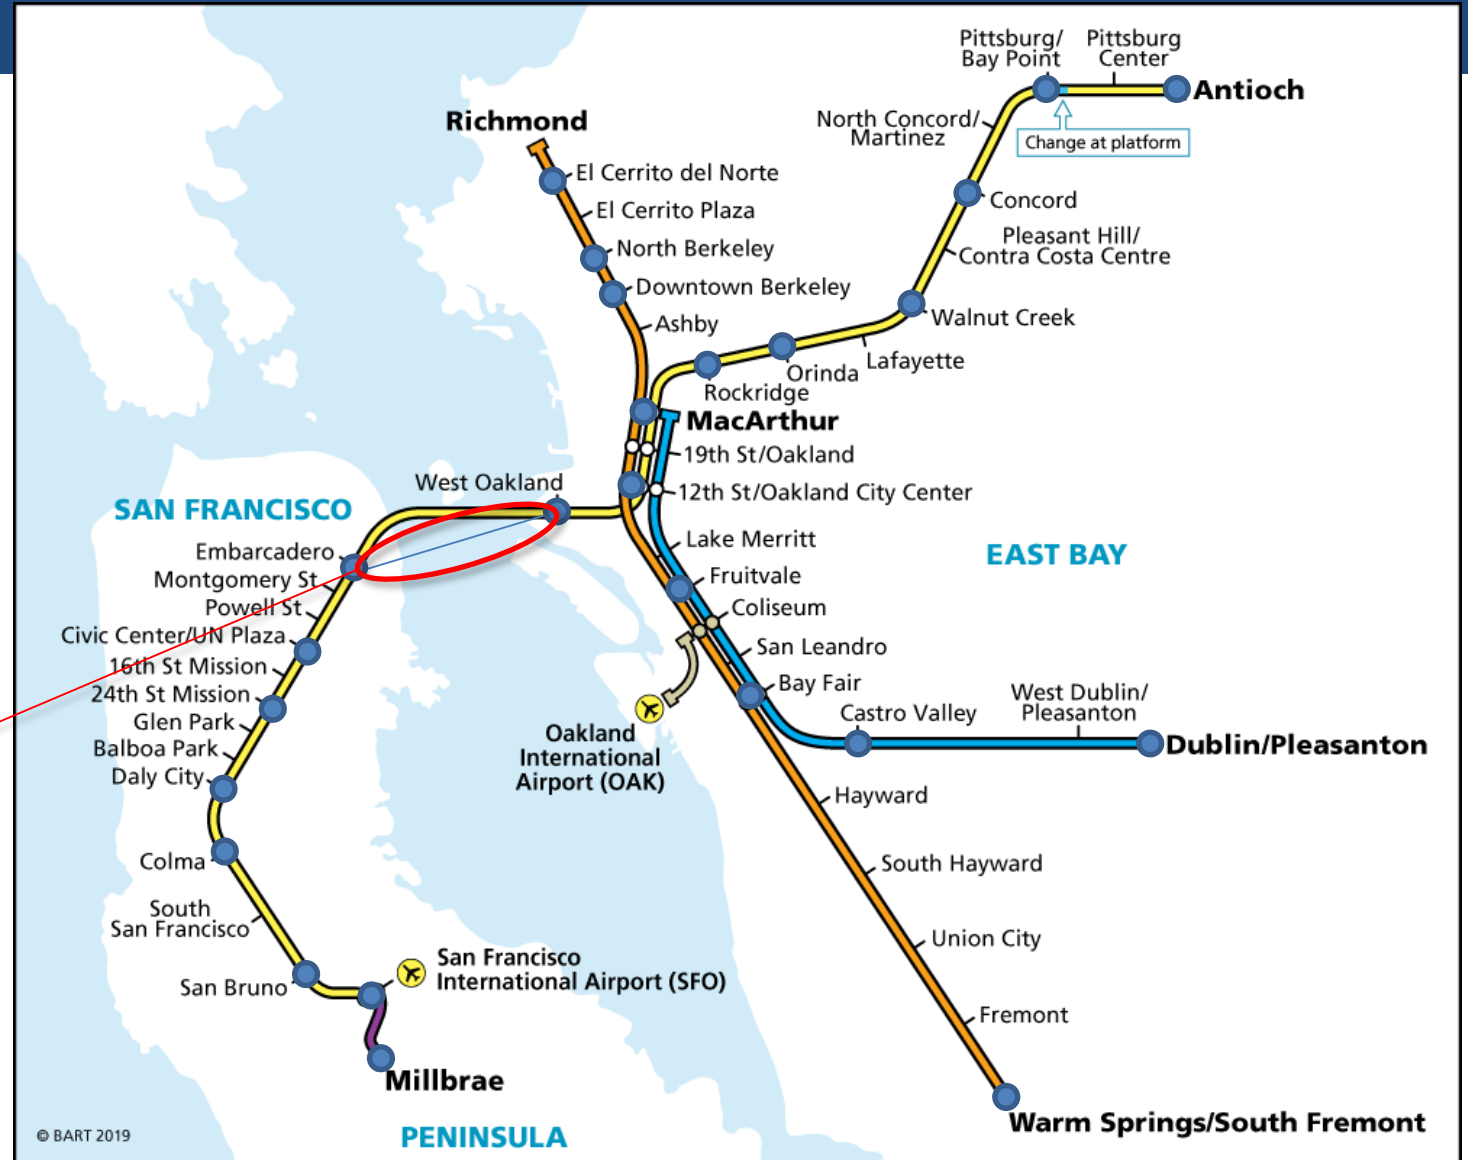 Pittsburg/
Bay Point
Pittsburg
Center
Antioch
North Concord/
Martinez
Change at platform
Richmond
El Cerrito del Norte
Concord
El Cerrito Plaza
Pleasant Hill/
Contra Costa Centre
North Berkeley
Downtown Berkeley
Walnut Creek
Ashby
Lafayette
Orinda
Rockridge
MacArthur
19th St/Oakland
West Oakland
12th St/Oakland City Center
SAN FRANCISCO
Lake Merritt
Embarcadero
EAST BAY
Montgomery St
Fruitvale
Powell St
Coliseum
Civic Center/UN Plaza
San Leandro
16th St Mission
Bay Fair
24th St Mission
West Dublin/
Pleasanton
Glen Park
Castro Valley
Oakland
International
Airport (OAK)
Dublin/Pleasanton
Balboa Park
Daly City
Hayward
Colma
South Hayward
South
San Francisco
Union City
San Francisco
International Airport (SFO)
San Bruno
Fremont
Millbrae
Warm Springs/South Fremont
© BART 2019
PENINSULA